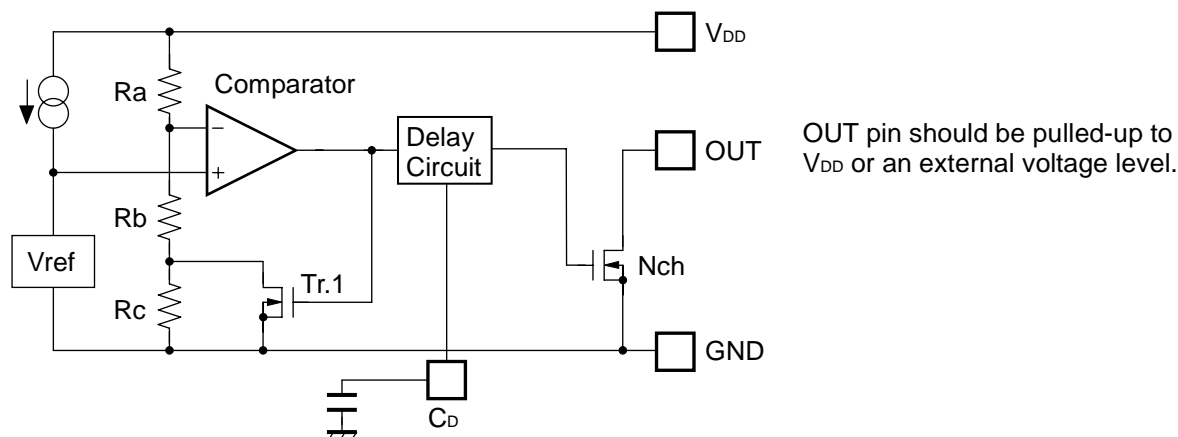 VDD
Ra
Comparator
−
+
Delay
Circuit
OUT
OUT pin should be pulled-up to
VDD or an external voltage level.
Rb
Vref
Tr.1
Nch
Rc
GND
CD